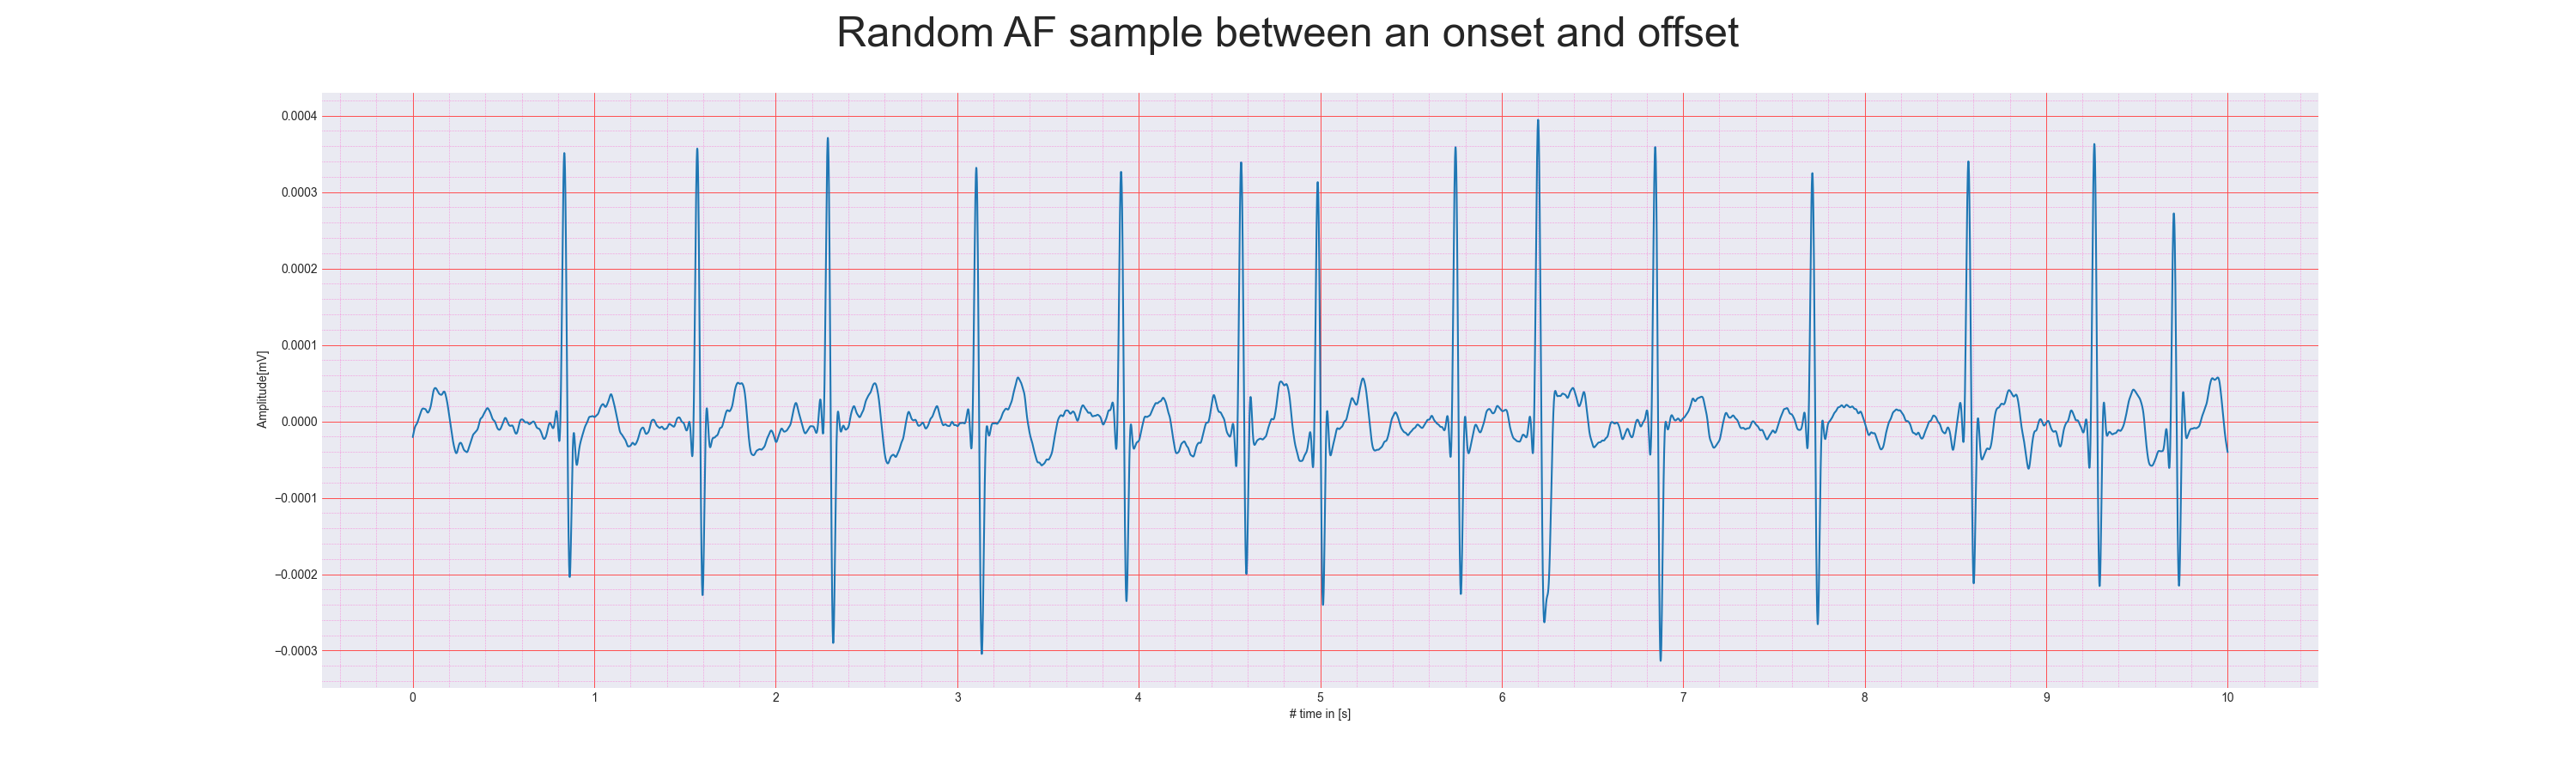 Random AF sample between an onset and offset
0.0004
0.0003
0.0002
0.0001
0.0000
−0.0001
−0.0002
−0.0003
Amplitude[mV]
0 1 2 3 4 5 6 7 8 9 10
# time in [s]